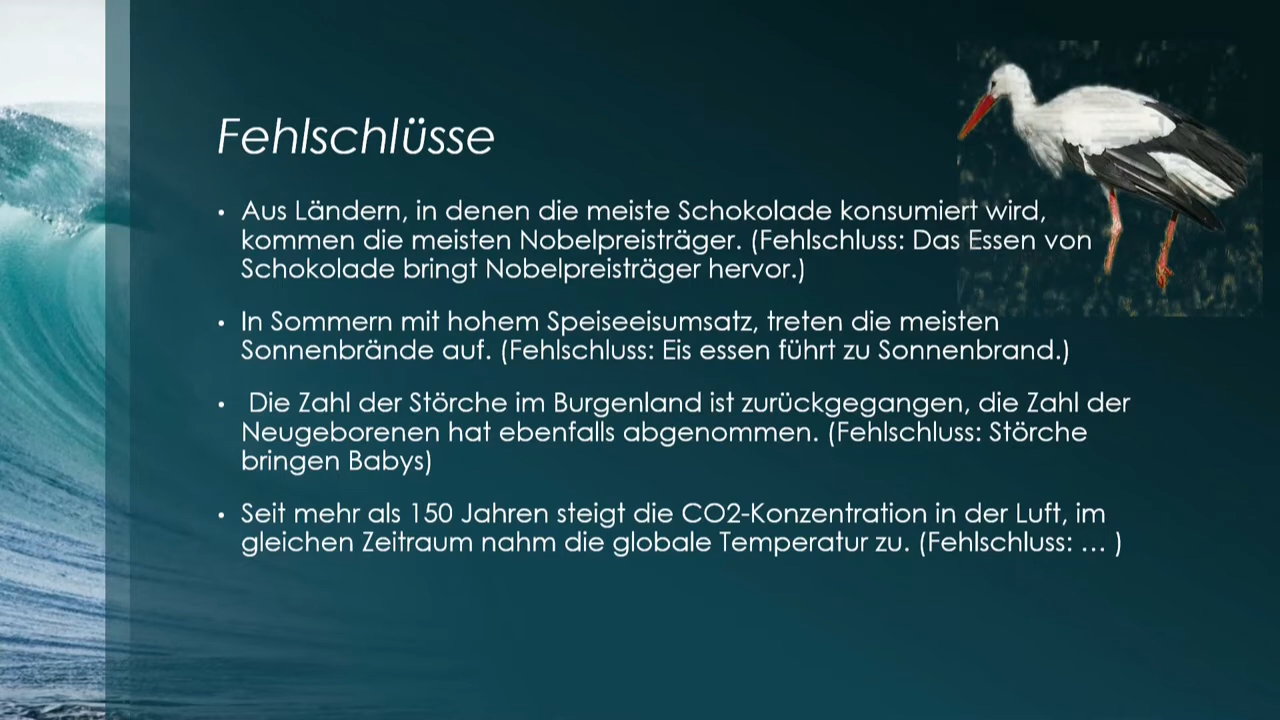 Fehlschlüsse
• Aus Ländern, in denen die meiste Schokolade konsumiert wird,
kommen die meisten Nobelpreisträger. (Fehlschluss: Das Essen von
Schokolade bringt Nobelpreisträger hervor.)
• In Sommern mit hohem Speiseeisumsatz, treten die meisten
Sonnenbrände auf. (Fehlschluss: Eis essen führt zu Sonnenbrand.)
• Die Zahl der Störche im Burgenland ist zurückgegangen, die Zahl der
Neugeborenen hat ebenfalls abgenommen. (Fehlschluss: Störche
bringen Babys)
• Seit mehr als 150 Jahren steigt die CO2-Konzentration in der Luft, im
gleichen Zeitraum nahm die globale Temperatur zu. (Fehlschluss: ... )